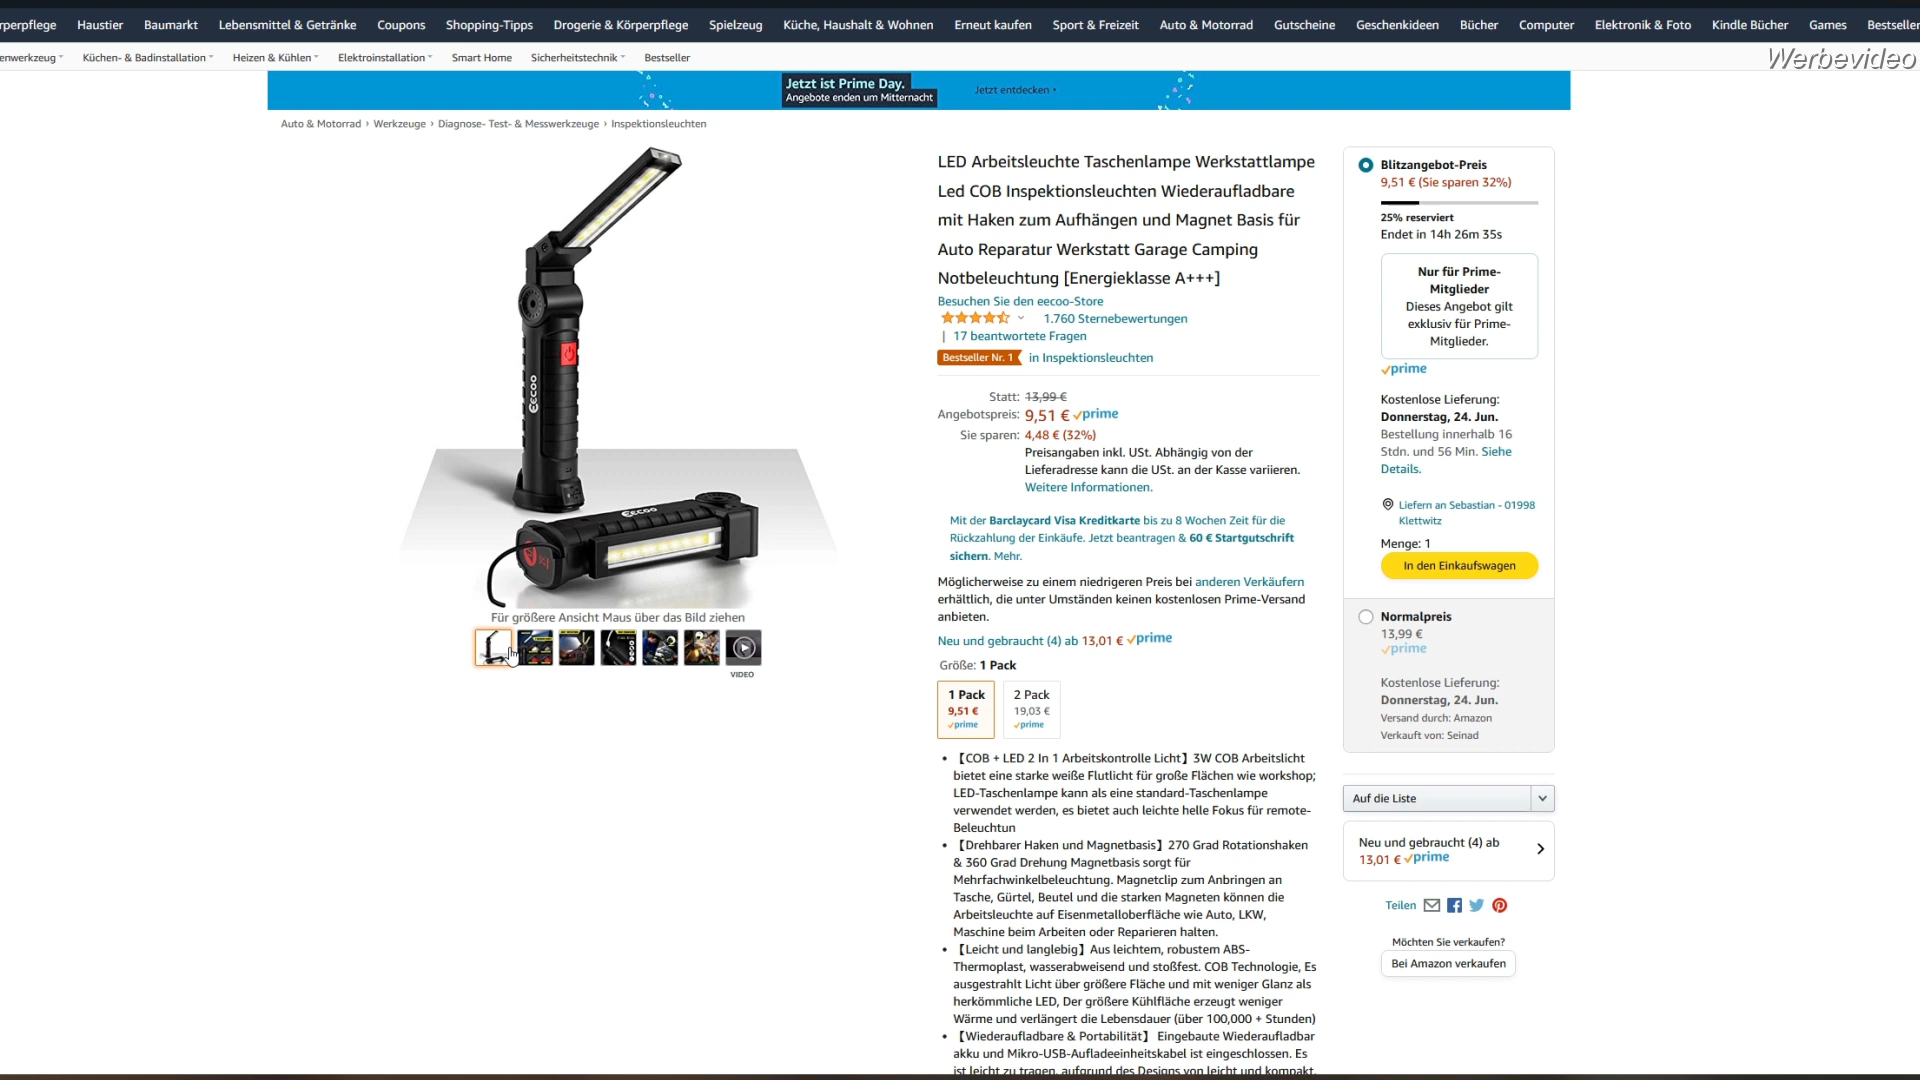 rperpflege Haustier Baumarkt Lebensmittel & Getränke Coupons Shopping-Tipps Drogerie & Körperpflege Spielzeug Küche, Haushalt & Wohnen Erneut kaufen Sport & Freizeit Auto & Motorrad Gutscheine Geschenkideen Bücher Computer Elektronik & Foto Kindle Bücher Games Bestseller
enwerkzeug Küchen- & Badinstallation Heizen & Kühlen Elektroinstallation Smart Home Sicherheitstechnik Bestseller
Werbevideo
Jetzt ist Prime Day.
Angebote enden um Mitternacht
Jetzt entdecken
Auto & Motorrad › Werkzeuge › Diagnose- Test- & Messwerkzeuge › Inspektionsleuchten
eecoo
eecoo
Für größere Ansicht Maus über das Bild ziehen
VIDEO
LED Arbeitsleuchte Taschenlampe Werkstattlampe
Led COB Inspektionsleuchten Wiederaufladbare
mit Haken zum Aufhängen und Magnet Basis für
Auto Reparatur Werkstatt Garage Camping
Notbeleuchtung [Energieklasse A+++]
Besuchen Sie den eecoo-Store
1.760 Sternebewertungen
| 17 beantwortete Fragen
Bestseller Nr. 1 in Inspektionsleuchten
Statt: 13,99 €
Angebotspreis: 9,51 € prime
Sie sparen: 4,48 € (32%)
Preisangaben inkl. USt. Abhängig von der
Lieferadresse kann die USt. an der Kasse variieren.
Weitere Informationen.
Mit der Barclaycard Visa Kreditkarte bis zu 8 Wochen Zeit für die
Rückzahlung der Einkäufe. Jetzt beantragen & 60 € Startgutschrift
sichern. Mehr.
Möglicherweise zu einem niedrigeren Preis bei anderen Verkäufern
erhältlich, die unter Umständen keinen kostenlosen Prime-Versand
anbieten.
Neu und gebraucht (4) ab 13,01 € prime
Größe: 1 Pack
1 Pack
9,51 €
prime
2 Pack
19,03 €
prime
• 【COB + LED 2 In 1 Arbeitskontrolle Licht】3W COB Arbeitslicht
bietet eine starke weiße Flutlicht für große Flächen wie workshop;
LED-Taschenlampe kann als eine standard-Taschenlampe
verwendet werden, es bietet auch leichte helle Fokus für remote-
Beleuchtun
• 【Drehbarer Haken und Magnetbasis】270 Grad Rotationshaken
& 360 Grad Drehung Magnetbasis sorgt für
Mehrfachwinkelbeleuchtung. Magnetclip zum Anbringen an
Tasche, Gürtel, Beutel und die starken Magneten können die
Arbeitsleuchte auf Eisenmetalloberfläche wie Auto, LKW,
Maschine beim Arbeiten oder Reparieren halten.
• 【Leicht und langlebig】Aus leichtem, robustem ABS-
Thermoplast, wasserabweisend und stoßfest. COB Technologie, Es
ausgestrahlt Licht über größere Fläche und mit weniger Glanz als
herkömmliche LED, Der größere Kühlfläche erzeugt weniger
Wärme und verlängert die Lebensdauer (über 100,000 + Stunden)
• 【Wiederaufladbare & Portabilität】 Eingebaute Wiederaufladbar
akku und Mikro-USB-Aufladeeinheitskabel ist eingeschlossen. Es
ist leicht zu tragen, aufgrund des Designs von leicht und kompakt.
Blitzangebot-Preis
9,51 € (Sie sparen 32%)
25% reserviert
Endet in 14h 26m 35s
Nur für Prime-
Mitglieder
Dieses Angebot gilt
exklusiv für Prime-
Mitglieder.
prime
Kostenlose Lieferung:
Donnerstag, 24. Jun.
Bestellung innerhalb 16
Stdn. und 56 Min. Siehe
Details.
Liefern an Sebastian - 01998
Klettwitz
Menge: 1
In den Einkaufswagen
Normalpreis
13,99 €
prime
Kostenlose Lieferung:
Donnerstag, 24. Jun.
Versand durch: Amazon
Verkauft von: Seinad
Auf die Liste
Neu und gebraucht (4) ab
13,01 € prime
Teilen
Möchten Sie verkaufen?
Bei Amazon verkaufen